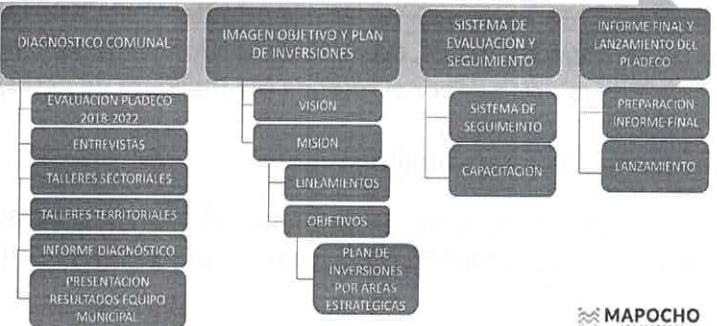 DIAGNÓSTICO COMUNAL
EVALUACIÓN PLADECO
2018-2022
ENTREVISTAS
TALLERES SECTORIALES
TALLERES TERRITORIALES
INFORME DIAGNÓSTICO
PRESENTACIÓN
RESULTADOS EQUIPO
MUNICIPAL
IMAGEN OBJETIVO Y PLAN
DE INVERSIONES
VISIÓN
MISIÓN
LINEAMIENTOS
OBJETIVOS
PLAN DE
INVERSIONES
POR ÁREAS
ESTRATÉGICAS
SISTEMA DE
EVALUACIÓN Y
SEGUIMIENTO
SISTEMA DE
SEGUIMEINTO
CAPACITACIÓN
INFORME FINAL Y
LANZAMIENTO DEL
PLADECO
PREPARACIÓN
INFORME FINAL
LANZAMIENTO
MAPOCHO